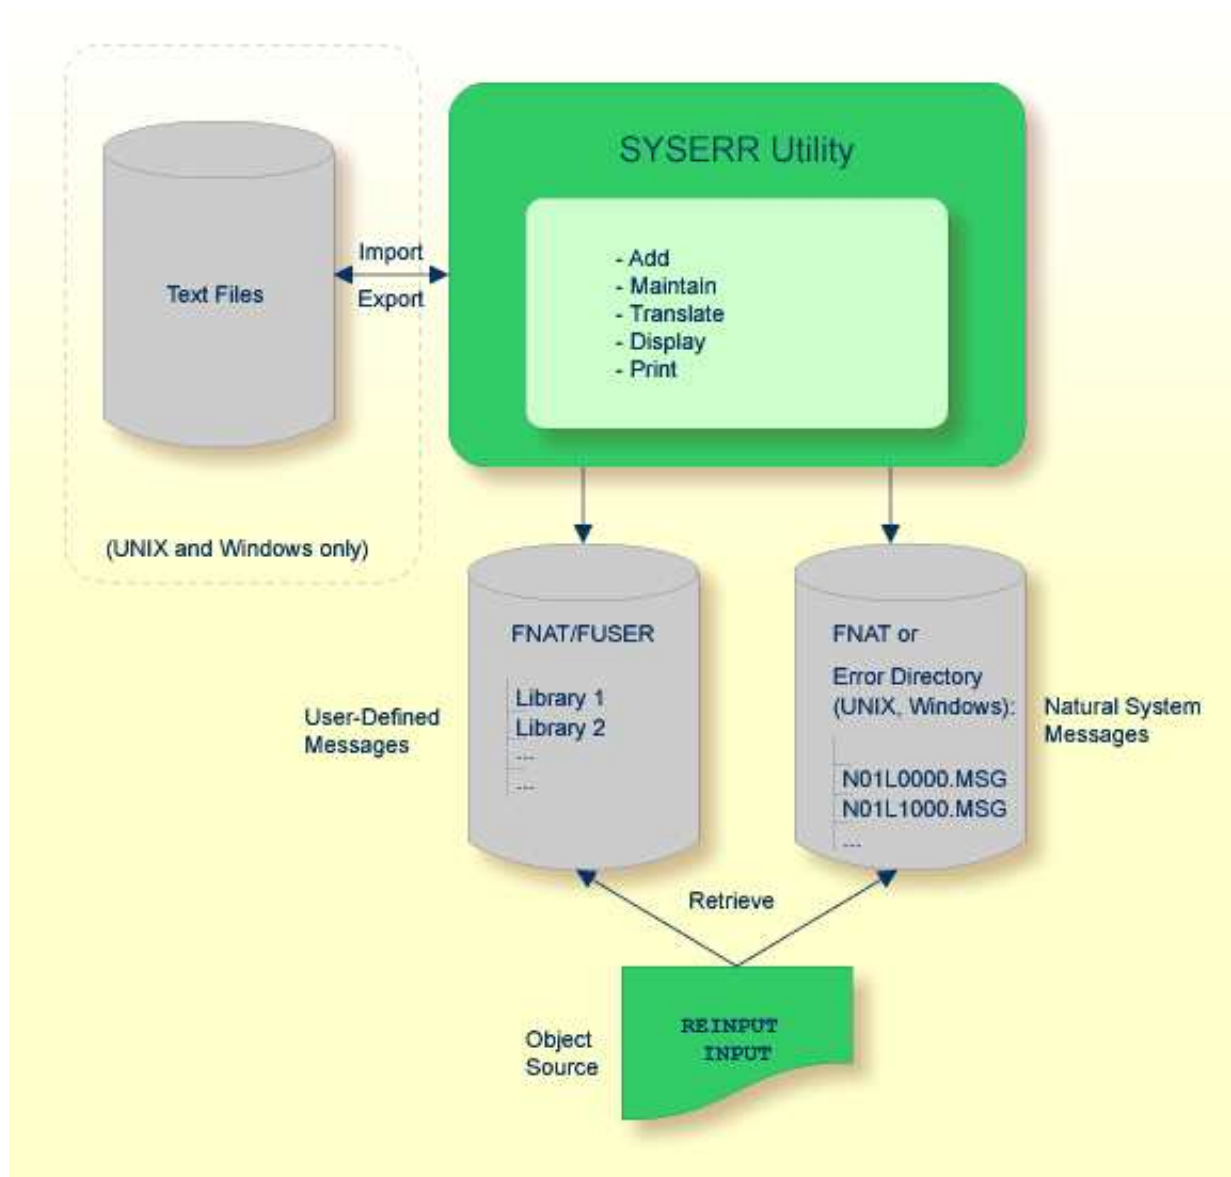 SYSERR Utility
- Add
- Maintain
- Translate
- Display
- Print
Import
Export
Text Files
(UNIX and Windows only)
FNAT/FUSER
Library 1
Library 2
...
...
User-Defined
Messages
FNAT or
Error Directory
(UNIX, Windows):
N01L0000.MSG
N01L1000.MSG
...
Natural System
Messages
Retrieve
Object
Source
REINPUT
INPUT